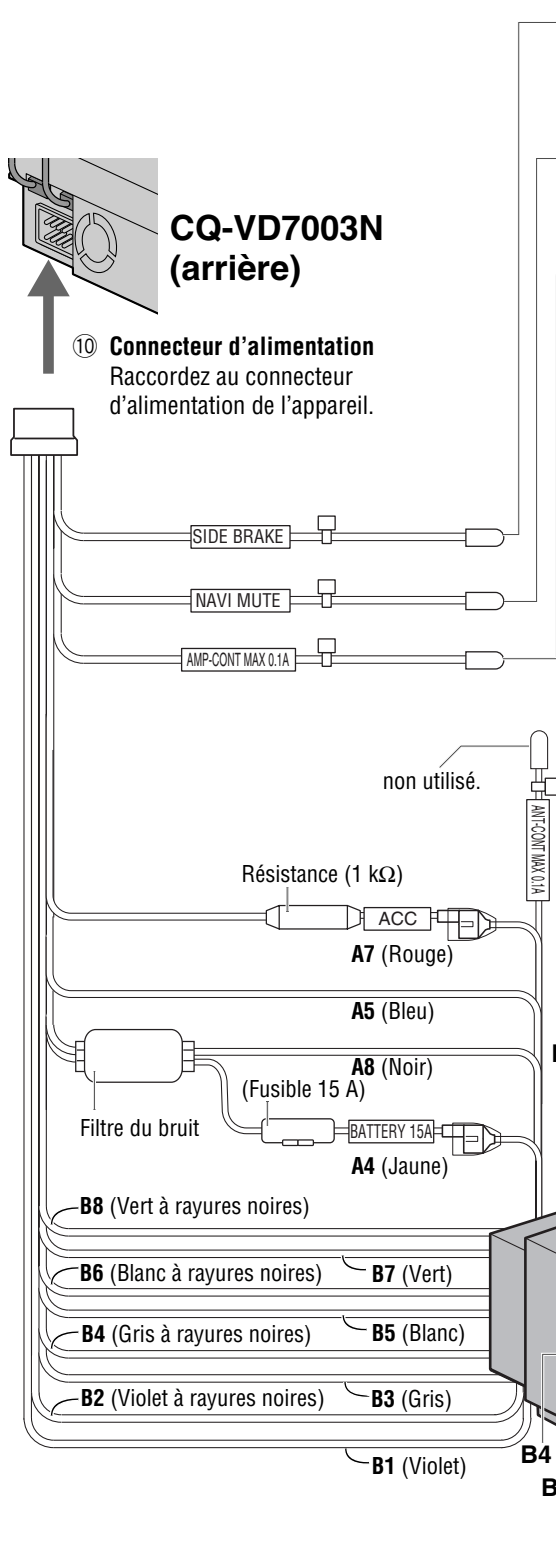 CQ-VD7003N
(arrière)
⑩ Connecteur d’alimentation
Raccordez au connecteur
d’alimentation de l’appareil.
SIDE BRAKE
NAVI MUTE
AMP-CONT MAX 0.1A
non utilisé.
ANT-CONT MAX 0.1A
Résistance (1 kΩ)
ACC
A7 (Rouge)
A5 (Bleu)
A8 (Noir)
(Fusible 15 A)
Filtre du bruit
BATTERY 15A
A4 (Jaune)
B8 (Vert à rayures noires)
B7 (Vert)
B6 (Blanc à rayures noires)
B5 (Blanc)
B4 (Gris à rayures noires)
B3 (Gris)
B2 (Violet à rayures noires)
B1 (Violet)
B4